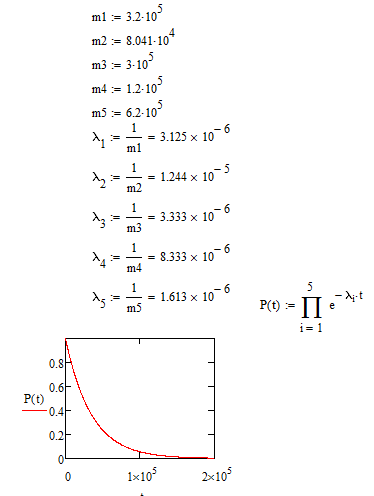 m1 := 3.2·10^5
m2 := 8.041·10^4
m3 := 3·10^5
m4 := 1.2·10^5
m5 := 6.2·10^5
λ_1 := 1/m1 = 3.125 × 10^-6
λ_2 := 1/m2 = 1.244 × 10^-5
λ_3 := 1/m3 = 3.333 × 10^-6
λ_4 := 1/m4 = 8.333 × 10^-6
λ_5 := 1/m5 = 1.613 × 10^-6
P(t) := ∏_{i = 1}^{5} e^{-λ_i·t}
0.8
0.6
P(t)
0.4
0.2
0
0 1×10^5 2×10^5